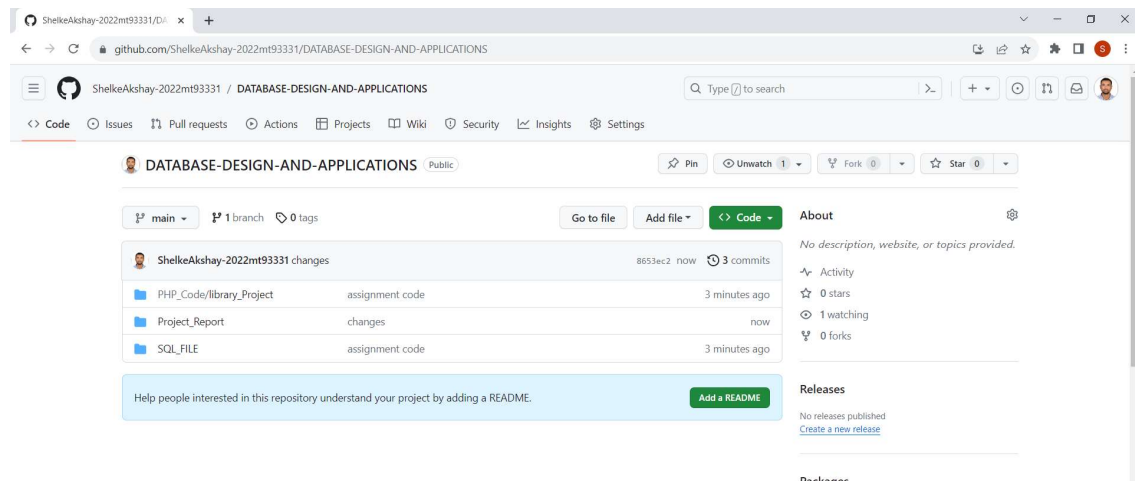 ShelkeAkshay-2022mt93331/DA
github.com/ShelkeAkshay-2022mt93331/DATABASE-DESIGN-AND-APPLICATIONS
S
ShelkeAkshay-2022mt93331 / DATABASE-DESIGN-AND-APPLICATIONS
Type / to search
Code Issues Pull requests Actions Projects Wiki Security Insights Settings
DATABASE-DESIGN-AND-APPLICATIONS Public
Pin Unwatch 1 Fork 0 Star 0
main 1 branch 0 tags
Go to file Add file Code
ShelkeAkshay-2022mt93331 changes 8653ec2 now 3 commits
PHP_Code/library_Project assignment code 3 minutes ago
Project_Report changes now
SQL_FILE assignment code 3 minutes ago
Help people interested in this repository understand your project by adding a README. Add a README
About
No description, website, or topics provided.
Activity
0 stars
1 watching
0 forks
Releases
No releases published
Create a new release
Packages